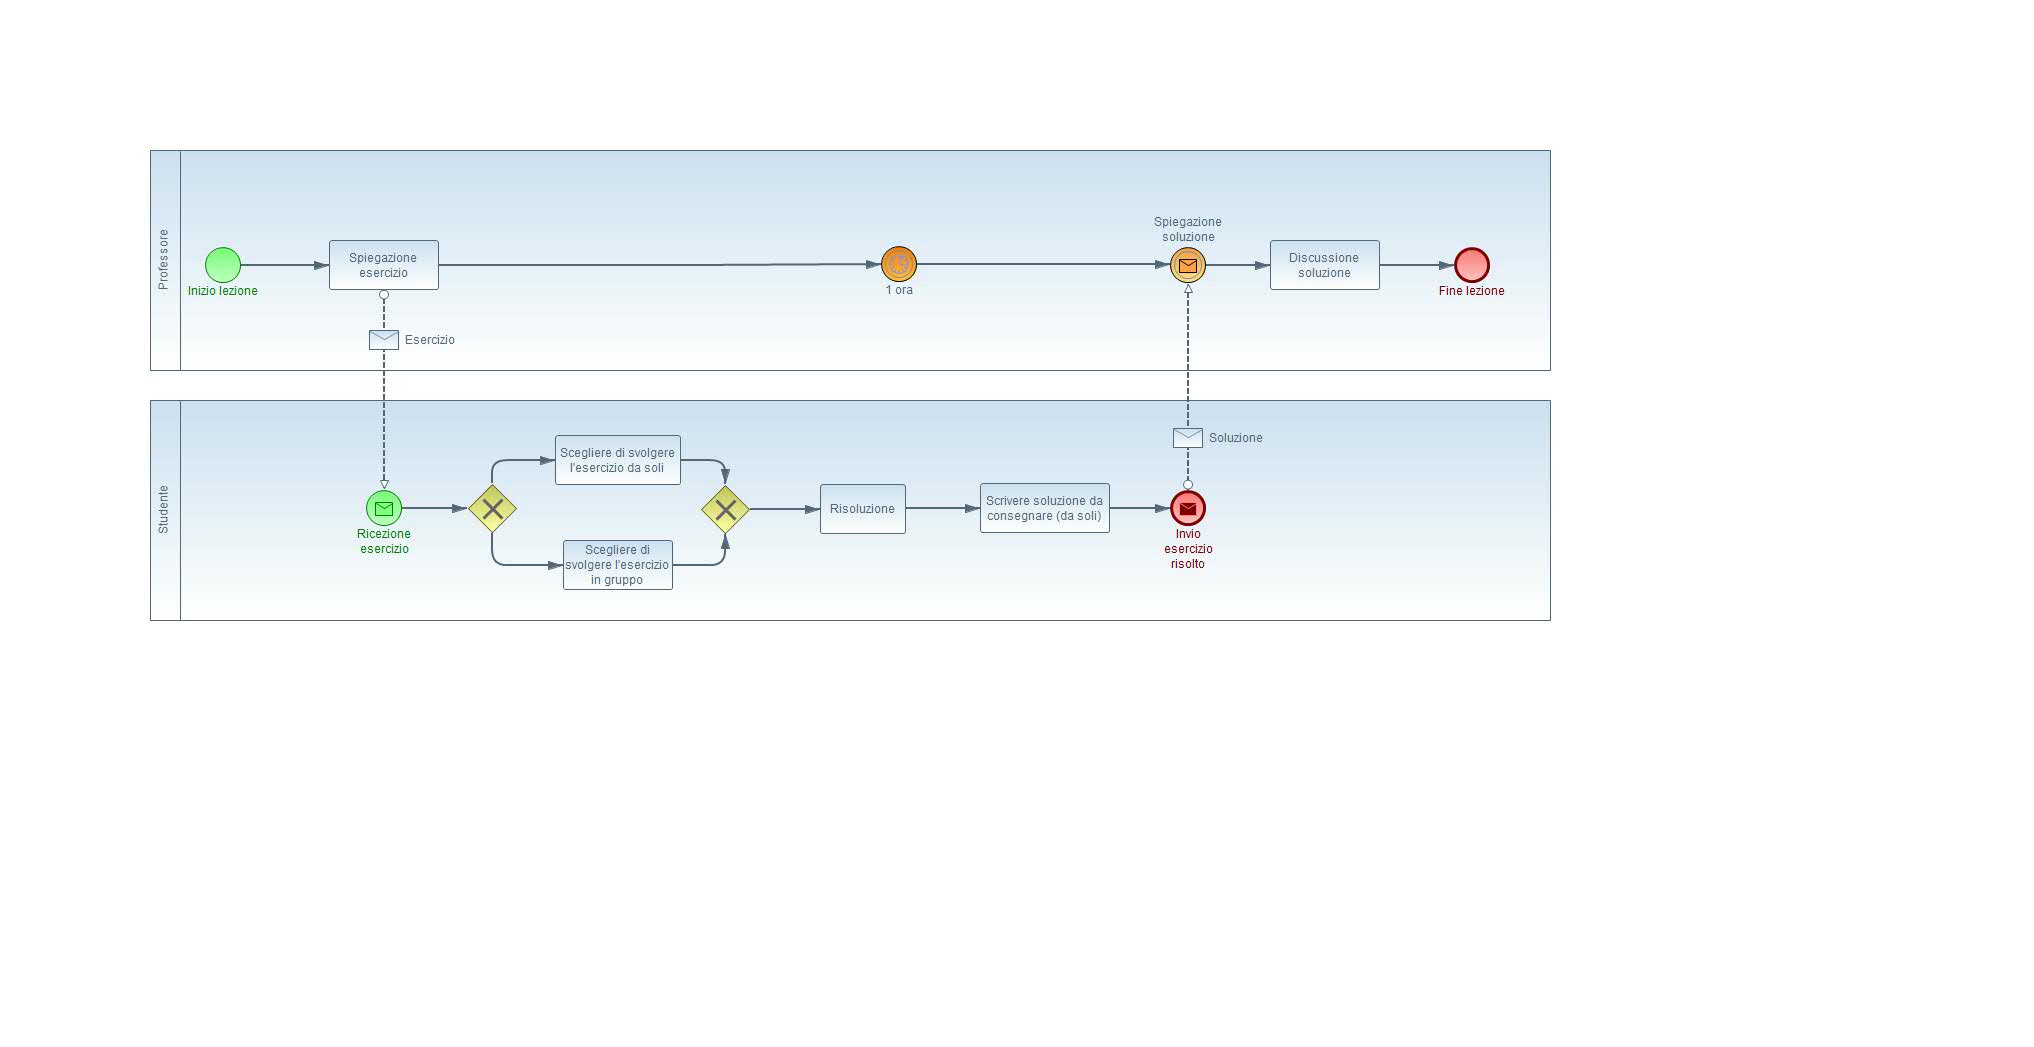 Professore
Inizio lezione
Spiegazione
esercizio
Esercizio
1 ora
Spiegazione
soluzione
Discussione
soluzione
Fine lezione
Studente
Ricezione
esercizio
Scegliere di svolgere
l'esercizio da soli
Scegliere di
svolgere l'esercizio
in gruppo
Risoluzione
Scrivere soluzione da
consegnare (da soli)
Soluzione
Invio
esercizio
risolto